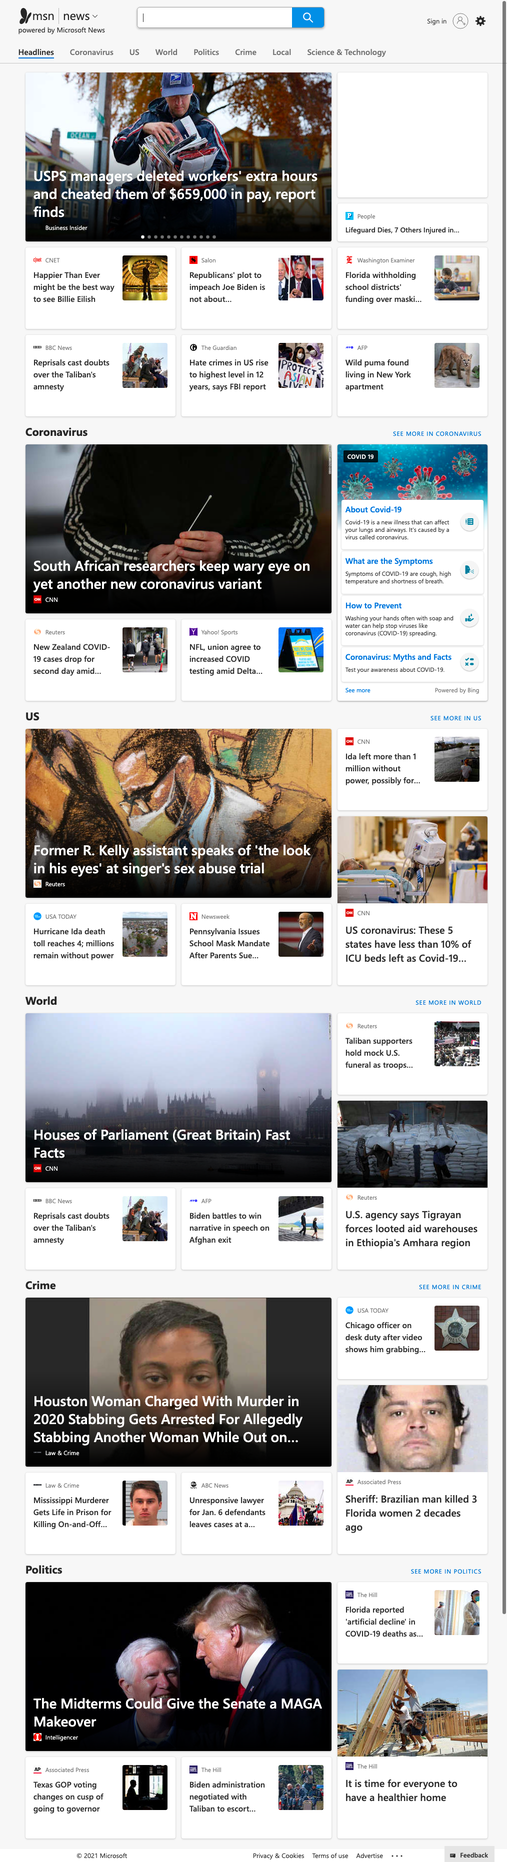 msn | news
powered by Microsoft News
Sign in
Headlines Coronavirus US World Politics Crime Local Science & Technology
USPS managers deleted workers' extra hours
and cheated them of $659,000 in pay, report
finds
Business Insider
People
Lifeguard Dies, 7 Others Injured in...
CNET
Happier Than Ever
might be the best way
to see Billie Eilish
Salon
Republicans' plot to
impeach Joe Biden is
not about...
Washington Examiner
Florida withholding
school districts'
funding over maski...
BBC News
Reprisals cast doubts
over the Taliban's
amnesty
The Guardian
Hate crimes in US rise
to highest level in 12
years, says FBI report
PROTECT
ASIAN
AFP
Wild puma found
living in New York
apartment
Coronavirus
SEE MORE IN CORONAVIRUS
South African researchers keep wary eye on
yet another new coronavirus variant
CNN
COVID 19
About Covid-19
Covid-19 is a new illness that can affect
your lungs and airways. It's caused by a
virus called coronavirus.
What are the Symptoms
Symptoms of COVID-19 are cough, high
temperature and shortness of breath.
How to Prevent
Washing your hands often with soap and
water can help stop viruses like
coronavirus (COVID-19) spreading.
Coronavirus: Myths and Facts
Test your awareness about COVID-19.
See more
Powered by Bing
Reuters
New Zealand COVID-
19 cases drop for
second day amid...
Yahoo! Sports
NFL, union agree to
increased COVID
testing amid Delta...
US
SEE MORE IN US
Former R. Kelly assistant speaks of 'the look
in his eyes' at singer's sex abuse trial
Reuters
CNN
Ida left more than 1
million without
power, possibly for...
CNN
US coronavirus: These 5
states have less than 10% of
ICU beds left as Covid-19...
USA TODAY
Hurricane Ida death
toll reaches 4; millions
remain without power
Newsweek
Pennsylvania Issues
School Mask Mandate
After Parents Sue...
World
SEE MORE IN WORLD
Houses of Parliament (Great Britain) Fast
Facts
CNN
Reuters
Taliban supporters
hold mock U.S.
funeral as troops...
Reuters
U.S. agency says Tigrayan
forces looted aid warehouses
in Ethiopia's Amhara region
BBC News
Reprisals cast doubts
over the Taliban's
amnesty
AFP
Biden battles to win
narrative in speech on
Afghan exit
Crime
SEE MORE IN CRIME
Houston Woman Charged With Murder in
2020 Stabbing Gets Arrested For Allegedly
Stabbing Another Woman While Out on...
Law & Crime
USA TODAY
Chicago officer on
desk duty after video
shows him grabbing...
Associated Press
Sheriff: Brazilian man killed 3
Florida women 2 decades
ago
Law & Crime
Mississippi Murderer
Gets Life in Prison for
Killing On-and-Off...
ABC News
Unresponsive lawyer
for Jan. 6 defendants
leaves cases at a...
Politics
SEE MORE IN POLITICS
The Midterms Could Give the Senate a MAGA
Makeover
Intelligencer
The Hill
Florida reported
'artificial decline' in
COVID-19 deaths as...
The Hill
It is time for everyone to
have a healthier home
Associated Press
Texas GOP voting
changes on cusp of
going to governor
The Hill
Biden administration
negotiated with
Taliban to escort...
© 2021 Microsoft
Privacy & Cookies Terms of use Advertise
Feedback